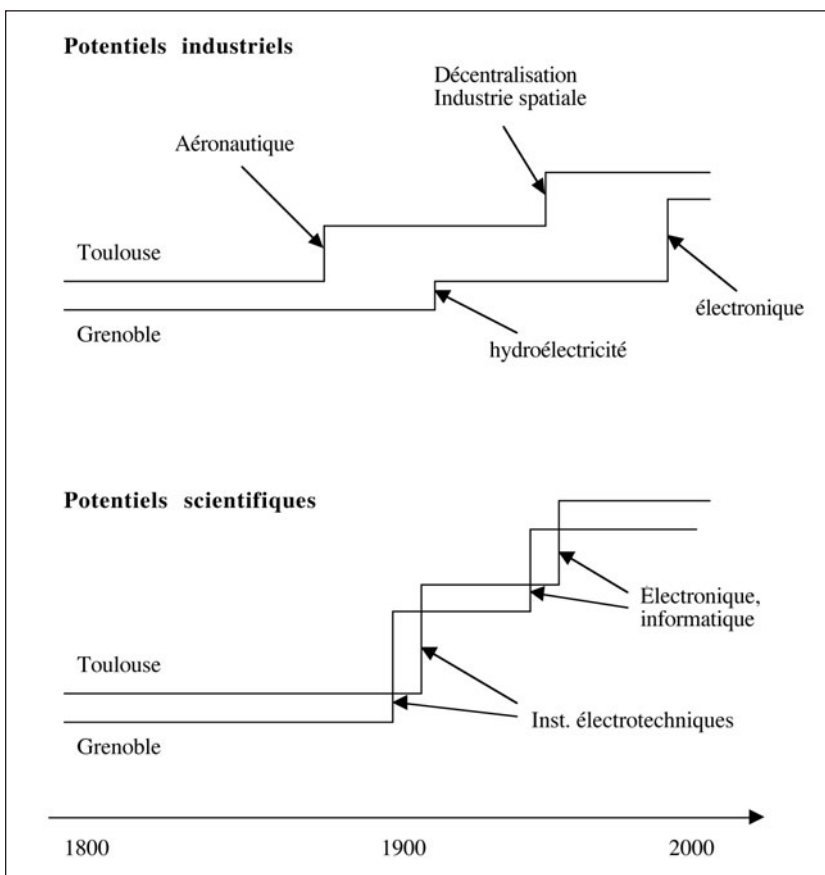 Potentiels industriels
Décentralisation
Industrie spatiale
Aéronautique
Toulouse
électronique
Grenoble
hydroélectricité
Potentiels scientifiques
Électronique,
informatique
Toulouse
Inst. électrotechniques
Grenoble
1800 1900 2000